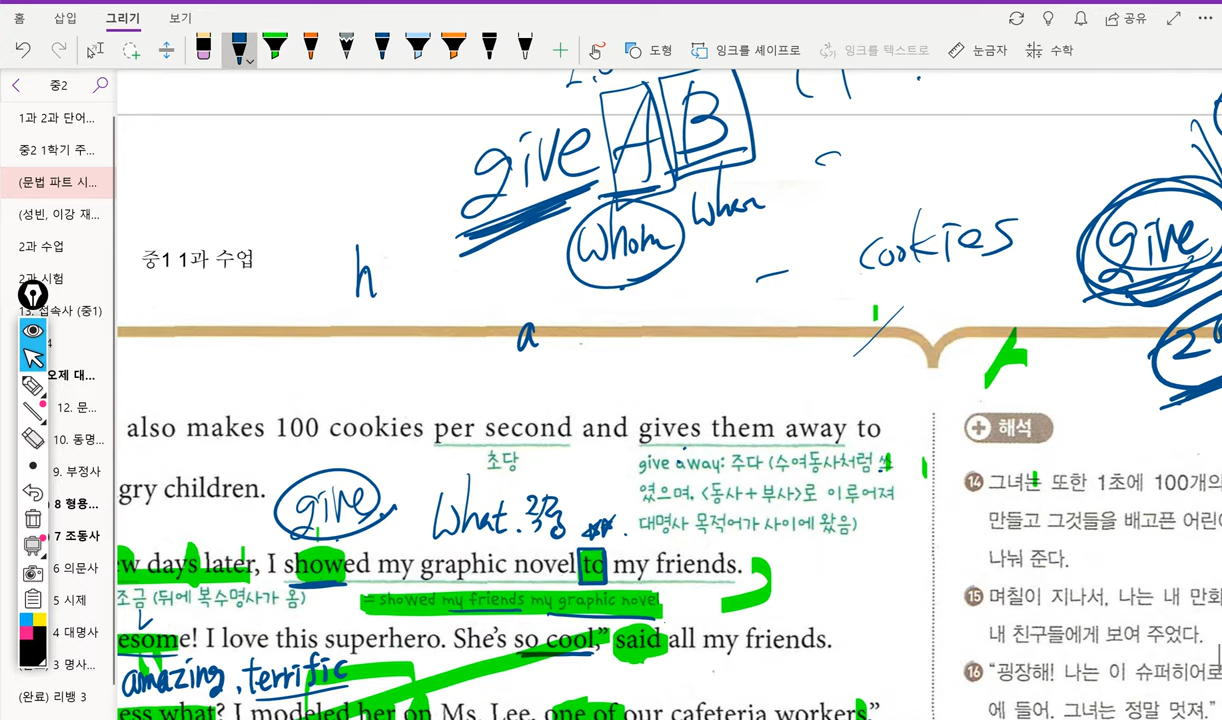 홈 삽입 그리기 보기
공유
도형 잉크를 셰이프로 잉크를 텍스트로 눈금자 수학
중2
1과 2과 단어...
중2 1학기 주...
(문법 파트 시...
(성빈, 이강 재...
2과 수업
2과 시험
13. 접속사 (중1)
4
오제 대...
12. 문...
10. 동명...
9. 부정사
8 형용...
7 조동사
6 의문사
5 시제
4 대명사
3 명사...
(완료) 리뱅 3
give A B
whom
cookies
give
중1 1과 수업
h
a
also makes 100 cookies per second and gives them away to
초당
give away: 주다 (수여동사처럼 쓰
였으며, <동사+부사>로 이루어져
대명사 목적어가 사이에 왔음)
gry children.
give What
ew days later, I showed my graphic novel to my friends.
조금 (뒤에 복수명사가 옴)
= showed my friends my graphic novel
esome! I love this superhero. She's so cool," said all my friends.
amazing, terrific
ess what? I modeled her on Ms. Lee, one of our cafeteria workers."
해석
14 그녀는 또한 1초에 100개의
만들고 그것들을 배고픈 어린
나눠 준다.
15 며칠이 지나서, 나는 내 만화
내 친구들에게 보여 주었다.
16 "굉장해! 나는 이 슈퍼히어로
에 들어. 그녀는 정말 멋져."